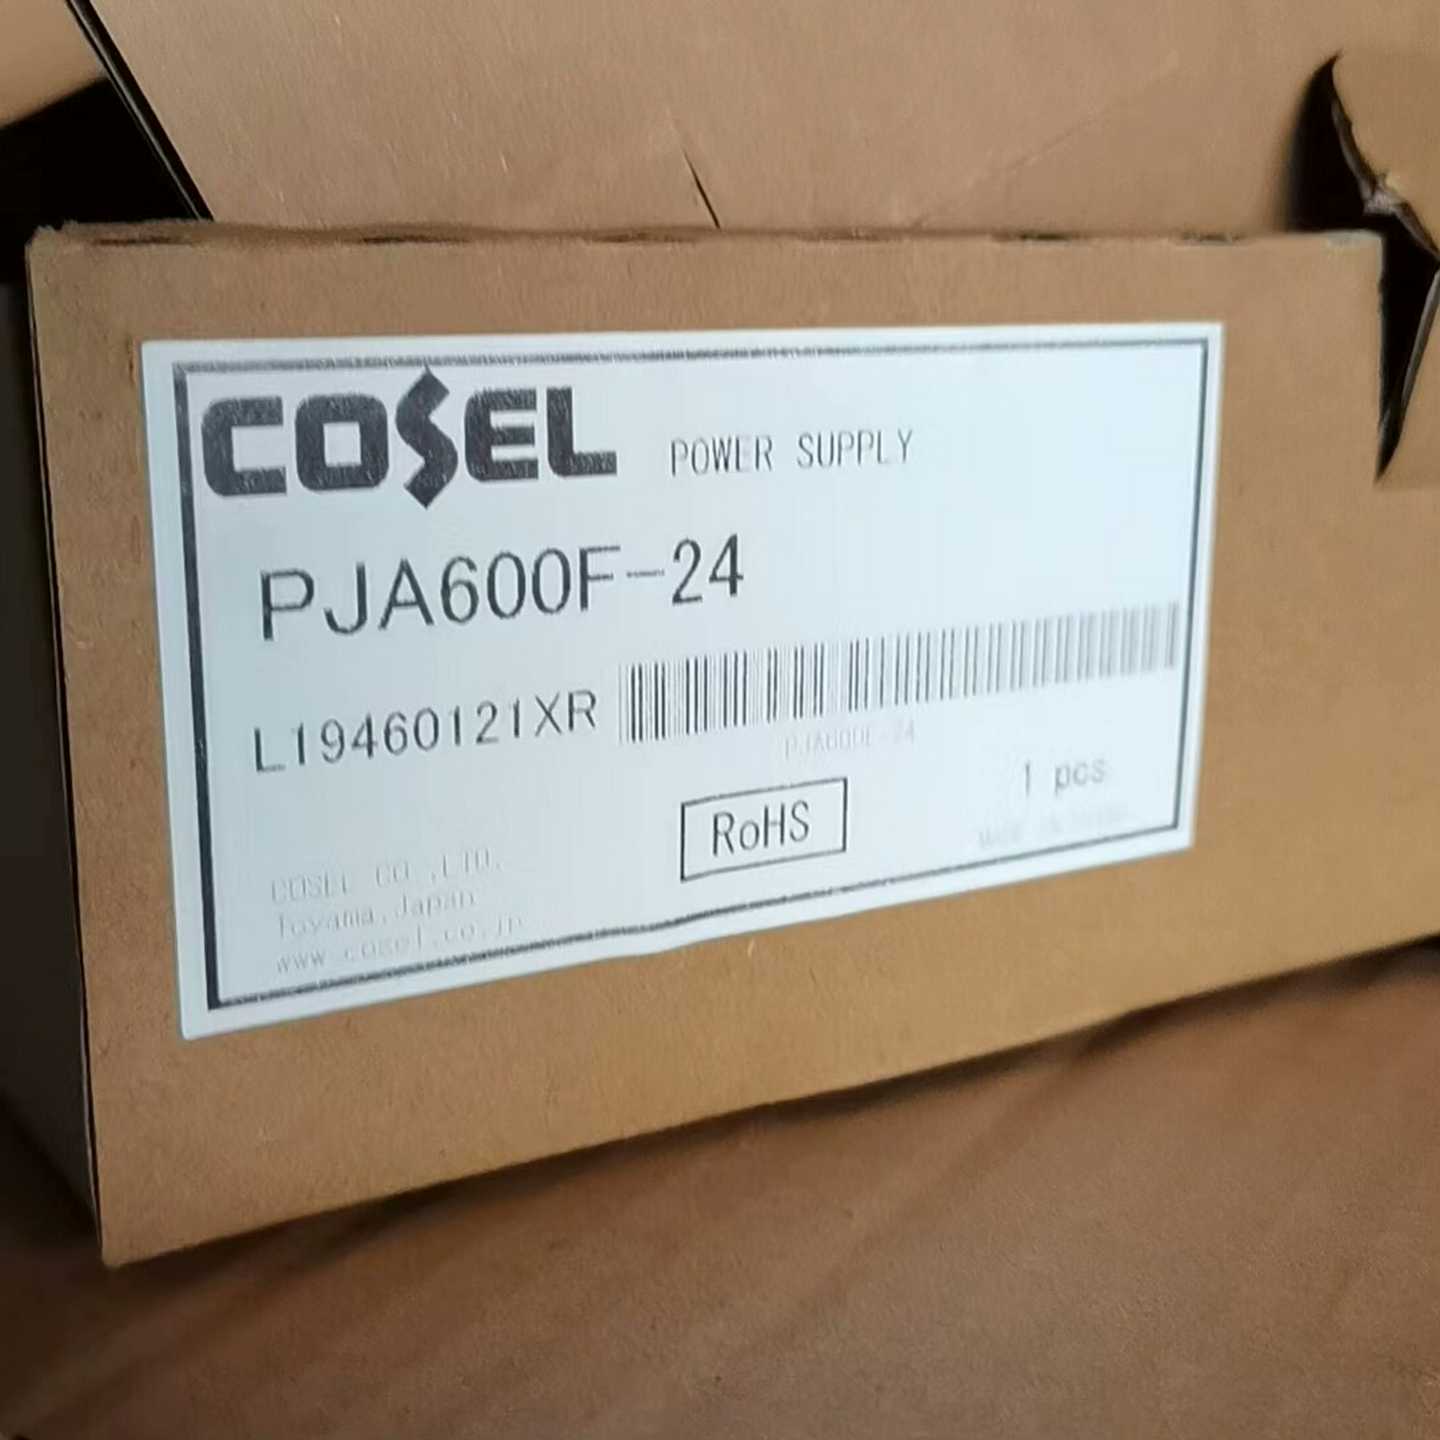 COSEL POWER SUPPLY
PJA600F-24
L19460121XR
PJA600F-24
1 pcs
RoHS
COSEL CO.,LTD.
Toyama,Japan
www.cosel.co.jp